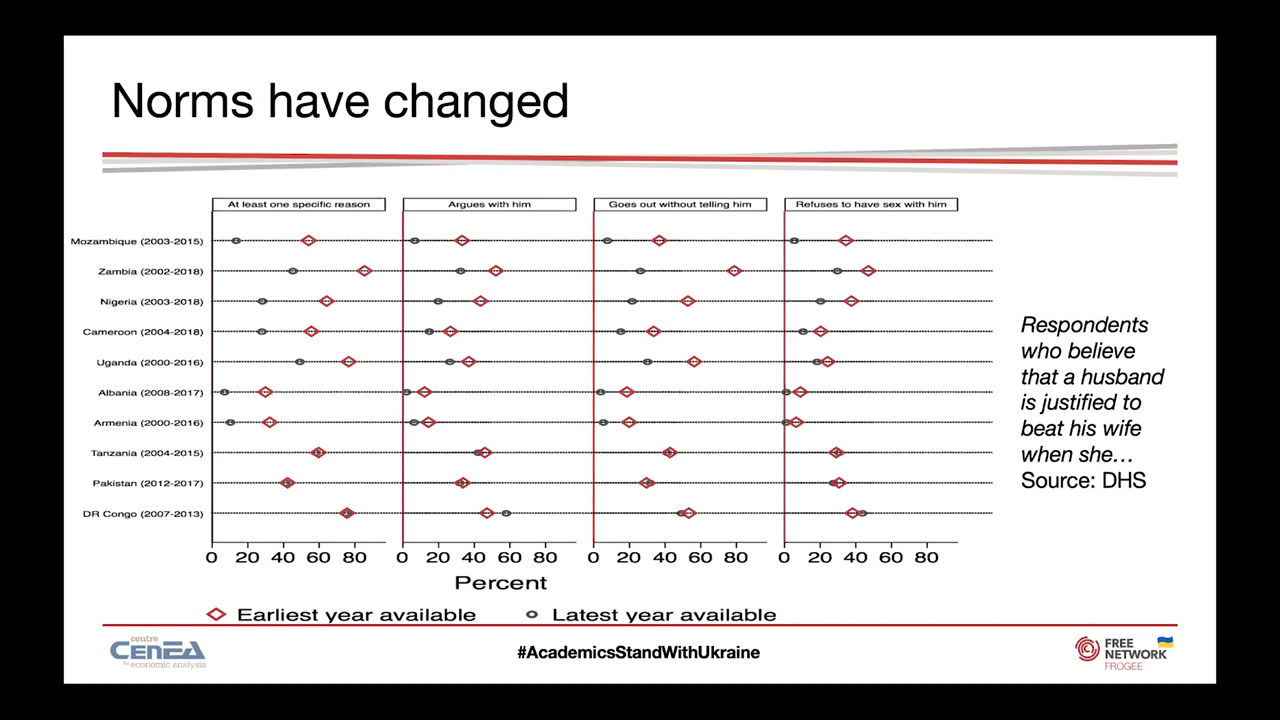 Norms have changed
At least one specific reason
Argues with him
Goes out without telling him
Refuses to have sex with him
Mozambique (2003-2015)
Zambia (2002-2018)
Nigeria (2003-2018)
Cameroon (2004-2018)
Uganda (2000-2016)
Albania (2008-2017)
Armenia (2000-2016)
Tanzania (2004-2015)
Pakistan (2012-2017)
DR Congo (2007-2013)
0 20 40 60 80
0 20 40 60 80
0 20 40 60 80
0 20 40 60 80
Percent
Earliest year available
Latest year available
Respondents
who believe
that a husband
is justified to
beat his wife
when she…
Source: DHS
centre
CENEA
for economic analysis
#AcademicsStandWithUkraine
FREE
NETWORK
FROGEE